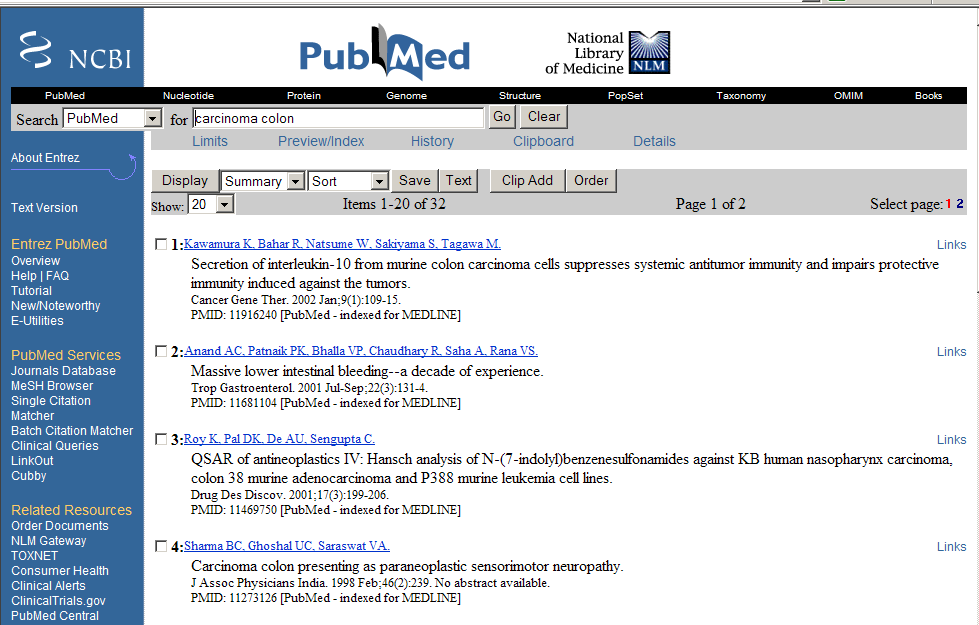 NCBI
PubMed
National
Library
of Medicine NLM
PubMed Nucleotide Protein Genome Structure PopSet Taxonomy OMIM Books
Search PubMed for carcinoma colon Go Clear
Limits Preview/Index History Clipboard Details
About Entrez
Text Version
Entrez PubMed
Overview
Help | FAQ
Tutorial
New/Noteworthy
E-Utilities
PubMed Services
Journals Database
MeSH Browser
Single Citation
Matcher
Batch Citation Matcher
Clinical Queries
LinkOut
Cubby
Related Resources
Order Documents
NLM Gateway
TOXNET
Consumer Health
Clinical Alerts
ClinicalTrials.gov
PubMed Central
Display Summary Sort Save Text Clip Add Order
Show: 20 Items 1-20 of 32 Page 1 of 2 Select page: 1 2
1: Kawamura K, Bahar R, Natsume W, Sakiyama S, Tagawa M. Links
Secretion of interleukin-10 from murine colon carcinoma cells suppresses systemic antitumor immunity and impairs protective
immunity induced against the tumors.
Cancer Gene Ther. 2002 Jan;9(1):109-15.
PMID: 11916240 [PubMed - indexed for MEDLINE]
2: Anand AC, Patnaik PK, Bhalla VP, Chaudhary R, Saha A, Rana VS. Links
Massive lower intestinal bleeding--a decade of experience.
Trop Gastroenterol. 2001 Jul-Sep;22(3):131-4.
PMID: 11681104 [PubMed - indexed for MEDLINE]
3: Roy K, Pal DK, De AU, Sengupta C. Links
QSAR of antineoplastics IV: Hansch analysis of N-(7-indolyl)benzenesulfonamides against KB human nasopharynx carcinoma,
colon 38 murine adenocarcinoma and P388 murine leukemia cell lines.
Drug Des Discov. 2001;17(3):199-206.
PMID: 11469750 [PubMed - indexed for MEDLINE]
4: Sharma BC, Ghoshal UC, Saraswat VA. Links
Carcinoma colon presenting as paraneoplastic sensorimotor neuropathy.
J Assoc Physicians India. 1998 Feb;46(2):239. No abstract available.
PMID: 11273126 [PubMed - indexed for MEDLINE]